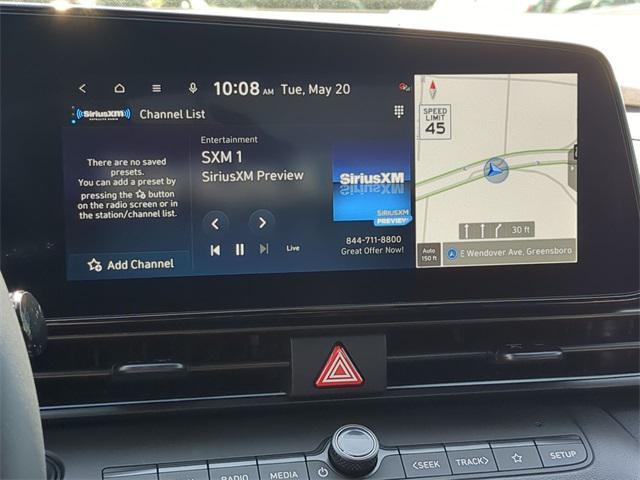 10:08 AM Tue, May 20
SiriusXM
SATELLITE RADIO
Channel List
There are no saved
presets.
You can add a preset by
pressing the button
on the radio screen or in
the station/channel list.
Add Channel
Entertainment
SXM 1
SiriusXM Preview
Live
SiriusXM
SIRIUSXM
PREVIEW
844-711-8800
Great Offer Now!
SPEED
LIMIT
45
30 ft
Auto
150 ft
E Wendover Ave, Greensboro
RADIO
MEDIA
<SEEK
TRACK>
SETUP